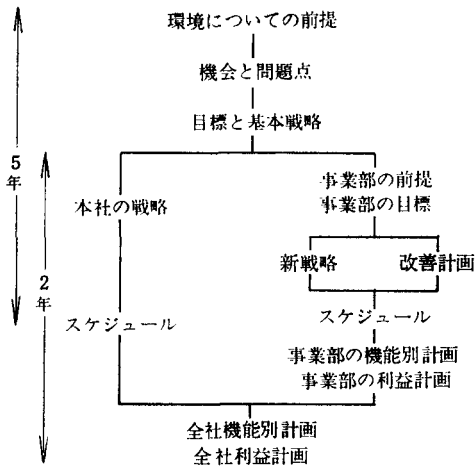 環境についての前提
機会と問題点
目標と基本戦略
5年
2年
本社の戦略
事業部の前提
事業部の目標
新戦略
改善計画
スケジュール
スケジュール
事業部の機能別計画
事業部の利益計画
全社機能別計画
全社利益計画